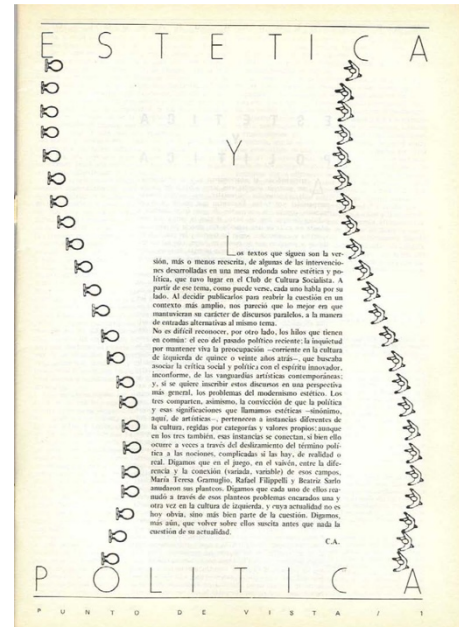 ESTETICA
Y
Los textos que siguen son la ver-
sión, más o menos reescrita, de algunas de las intervencio-
nes desarrolladas en una mesa redonda sobre estética y po-
lítica, que tuvo lugar en el Club de Cultura Socialista. A
partir de ese tema, como puede verse, cada uno habla por su
lado. Al decidir publicarlos para reabrir la cuestión en un
contexto más amplio, nos pareció que lo mejor era que
mantuvieran su carácter de discursos paralelos, a la manera
de entradas alternativas al mismo tema.
No es difícil reconocer, por otro lado, los hilos que tienen
en común: el eco del pasado político reciente; la inquietud
por mantener viva la preocupación –corriente en la cultura
de izquierda de quince o veinte años atrás–, que buscaba
asociar la crítica social y política con el espíritu innovador,
inconforme, de las vanguardias artísticas contemporáneas;
y, si se quiere inscribir estos discursos en una perspectiva
más general, los problemas del modernismo estético. Los
tres comparten, asimismo, la convicción de que la política
y esas significaciones que llamamos estéticas –sinónimo,
aquí, de artísticas–, pertenecen a instancias diferentes de
la cultura, regidas por categorías y valores propios; aunque
en los tres también, esas instancias se conectan, si bien ello
ocurre a veces a través del deslizamiento del término polí-
tica a las nociones, complicadas si las hay, de realidad o
real. Digamos que en el juego, en el vaivén, entre la dife-
rencia y la conexión (variada, variable) de esos campos,
María Teresa Gramuglio, Rafael Filippelli y Beatriz Sarlo
anudaron sus planteos. Digamos que cada uno de ellos rea-
nudó a través de esos planteos problemas encarados una y
otra vez en la cultura de izquierda, y cuya actualidad no es
hoy obvia, sino más bien parte de la cuestión. Digamos,
más aún, que volver sobre ellos suscita antes que nada la
cuestión de su actualidad.
C.A.
POLITICA
PUNTO DE VISTA / 1